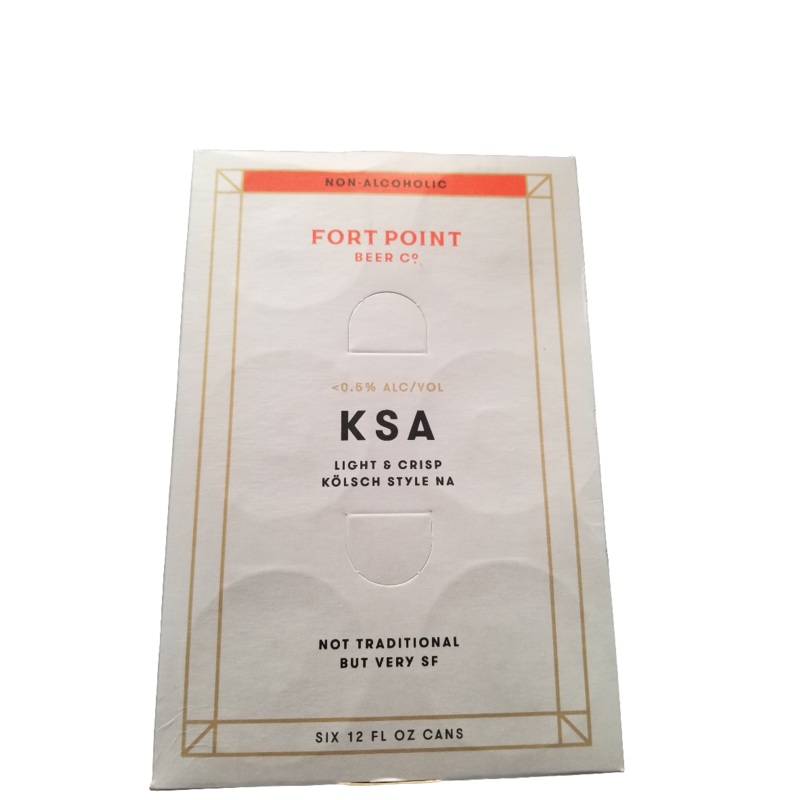 NON-ALCOHOLIC
FORT POINT
BEER Cº
<0.5% ALC/VOL
KSA
LIGHT & CRISP
KÖLSCH STYLE NA
NOT TRADITIONAL
BUT VERY SF
SIX 12 FL OZ CANS